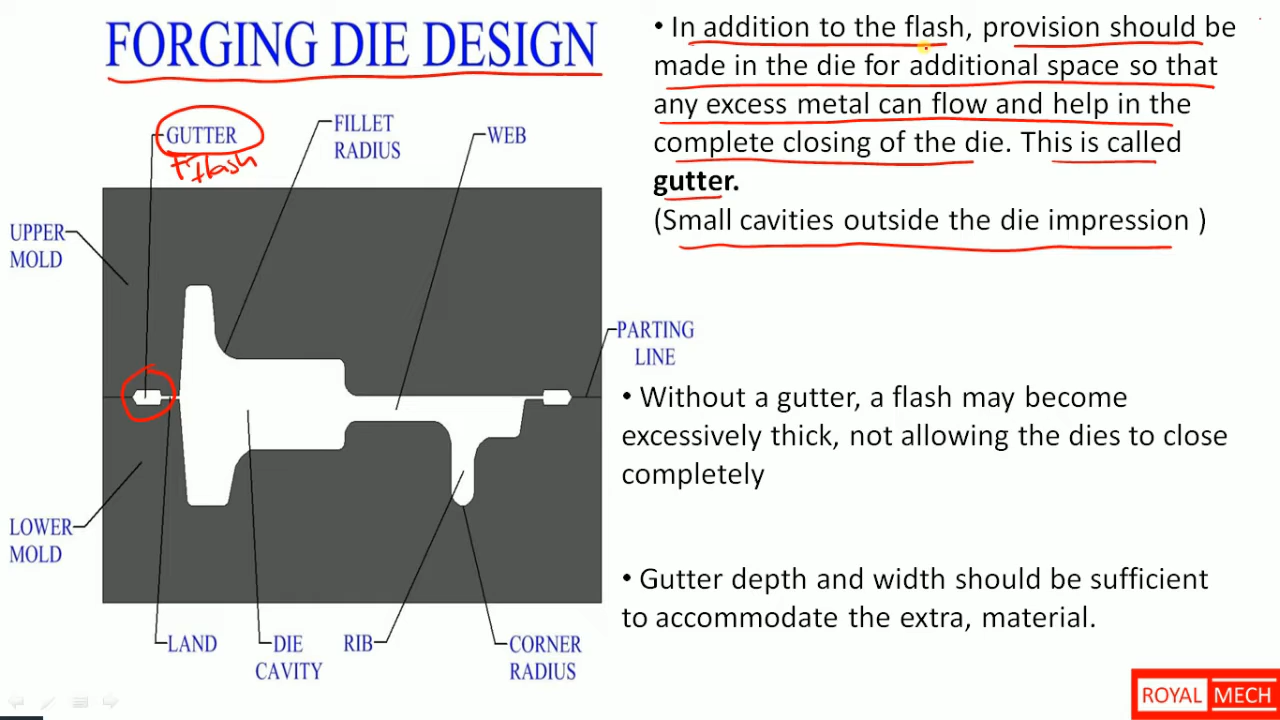 FORGING DIE DESIGN
GUTTER
Flash
FILLET
RADIUS
WEB
UPPER
MOLD
PARTING
LINE
LOWER
MOLD
LAND
DIE
CAVITY
RIB
CORNER
RADIUS
• In addition to the flash, provision should be
made in the die for additional space so that
any excess metal can flow and help in the
complete closing of the die. This is called
gutter.
(Small cavities outside the die impression )
• Without a gutter, a flash may become
excessively thick, not allowing the dies to close
completely
• Gutter depth and width should be sufficient
to accommodate the extra, material.
ROYAL MECH